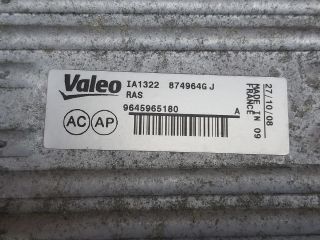 Valeo IA1322 874964G J
RAS
9645965180 A
AC AP
27/10/08
MADE IN 09
FRANCE